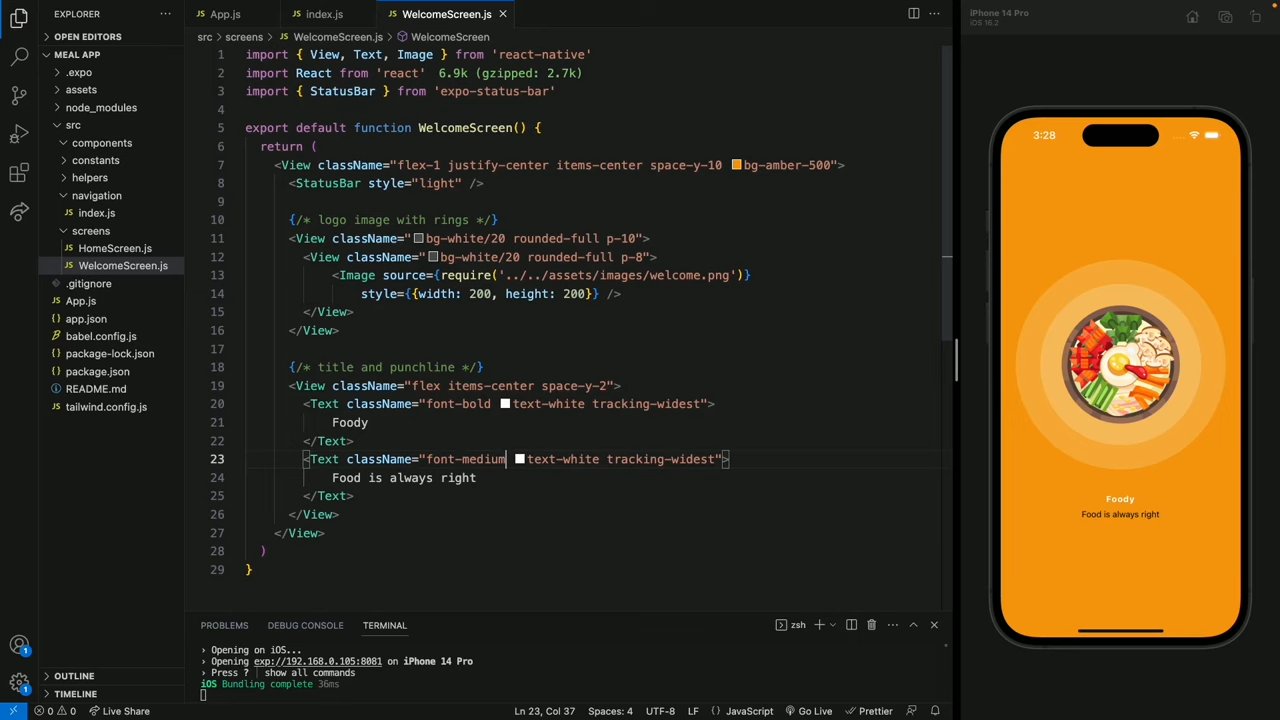 EXPLORER
OPEN EDITORS
MEAL APP
.expo
assets
node_modules
src
components
constants
helpers
navigation
index.js
screens
HomeScreen.js
WelcomeScreen.js
.gitignore
App.js
app.json
babel.config.js
package-lock.json
package.json
README.md
tailwind.config.js
OUTLINE
TIMELINE
1
1
App.js
index.js
WelcomeScreen.js
src > screens > WelcomeScreen.js > WelcomeScreen
1 import { View, Text, Image } from 'react-native'
2 import React from 'react' 6.9k (gzipped: 2.7k)
3 import { StatusBar } from 'expo-status-bar'
4
5 export default function WelcomeScreen() {
6 return (
7 <View className="flex-1 justify-center items-center space-y-10 bg-amber-500">
8 <StatusBar style="light" />
9
10 {/* logo image with rings */}
11 <View className="bg-white/20 rounded-full p-10">
12 <View className="bg-white/20 rounded-full p-8">
13 <Image source={require('../../assets/images/welcome.png')}
14 style={{width: 200, height: 200}} />
15 </View>
16 </View>
17
18 {/* title and punchline */}
19 <View className="flex items-center space-y-2">
20 <Text className="font-bold text-white tracking-widest">
21 Foody
22 </Text>
23 <Text className="font-medium text-white tracking-widest">
24 Food is always right
25 </Text>
26 </View>
27 </View>
28 )
29 }
PROBLEMS
DEBUG CONSOLE
TERMINAL
zsh
› Opening on iOS...
› Opening exp://192.168.0.105:8081 on iPhone 14 Pro
› Press ? | show all commands
iOS Bundling complete 36ms
0 0 Live Share
Ln 23, Col 37
Spaces: 4
UTF-8
LF
JavaScript
Go Live
Prettier
iPhone 14 Pro
iOS 16.2
3:28
Foody
Food is always right